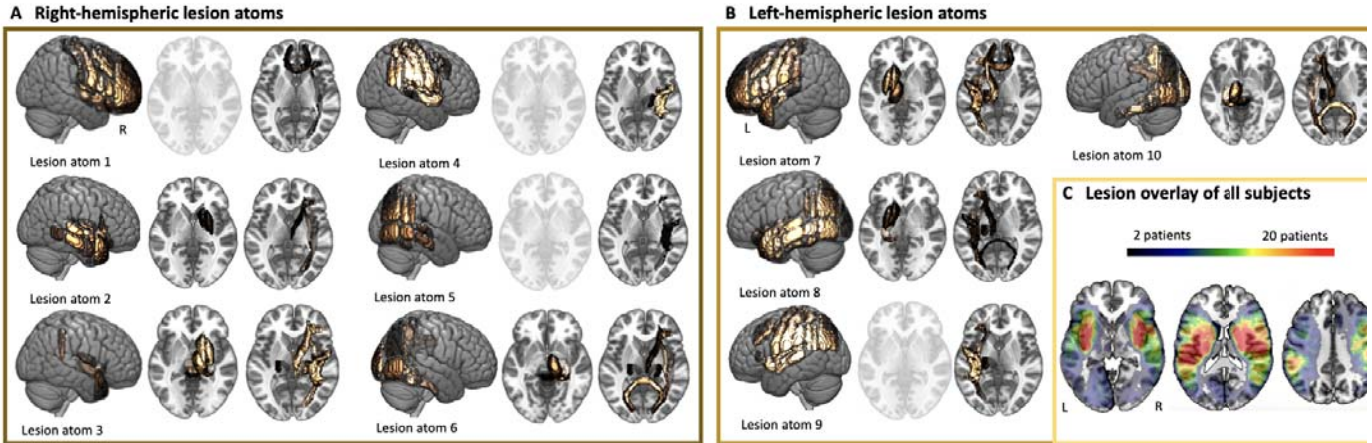 A Right-hemispheric lesion atoms
R
Lesion atom 1
Lesion atom 4
Lesion atom 2
Lesion atom 5
Lesion atom 3
Lesion atom 6
B Left-hemispheric lesion atoms
L
Lesion atom 7
Lesion atom 10
Lesion atom 8
Lesion atom 9
C Lesion overlay of all subjects
2 patients 20 patients
L R